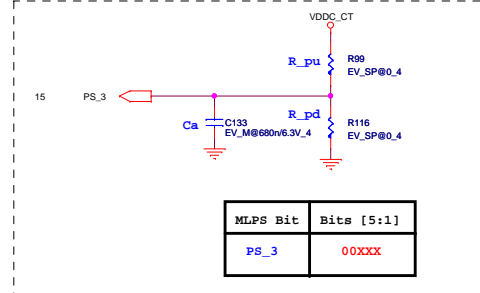 VDDC_CT
R_pu
R99
EV_SP@0_4
15
PS_3
R_pd
R116
EV_SP@0_4
Ca
C133
EV_M@680n/6.3V_4
MLPS Bit
Bits [5:1]
PS_3
00XXX